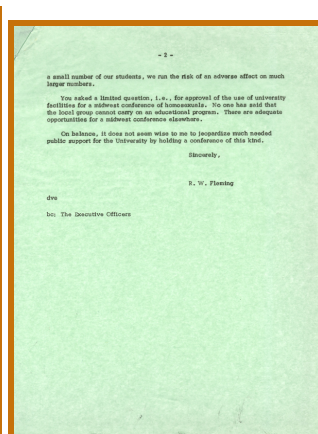 - 2 -
a small number of our students, we run the risk of an adverse affect on much
larger numbers.
You asked a limited question, i.e., for approval of the use of university
facilities for a midwest conference of homosexuals. No one has said that
the local group cannot carry on an educational program. There are adequate
opportunities for a midwest conference elsewhere.
On balance, it does not seem wise to me to jeopardize much needed
public support for the University by holding a conference of this kind.
Sincerely,
R. W. Fleming
dve
bc: The Executive Officers